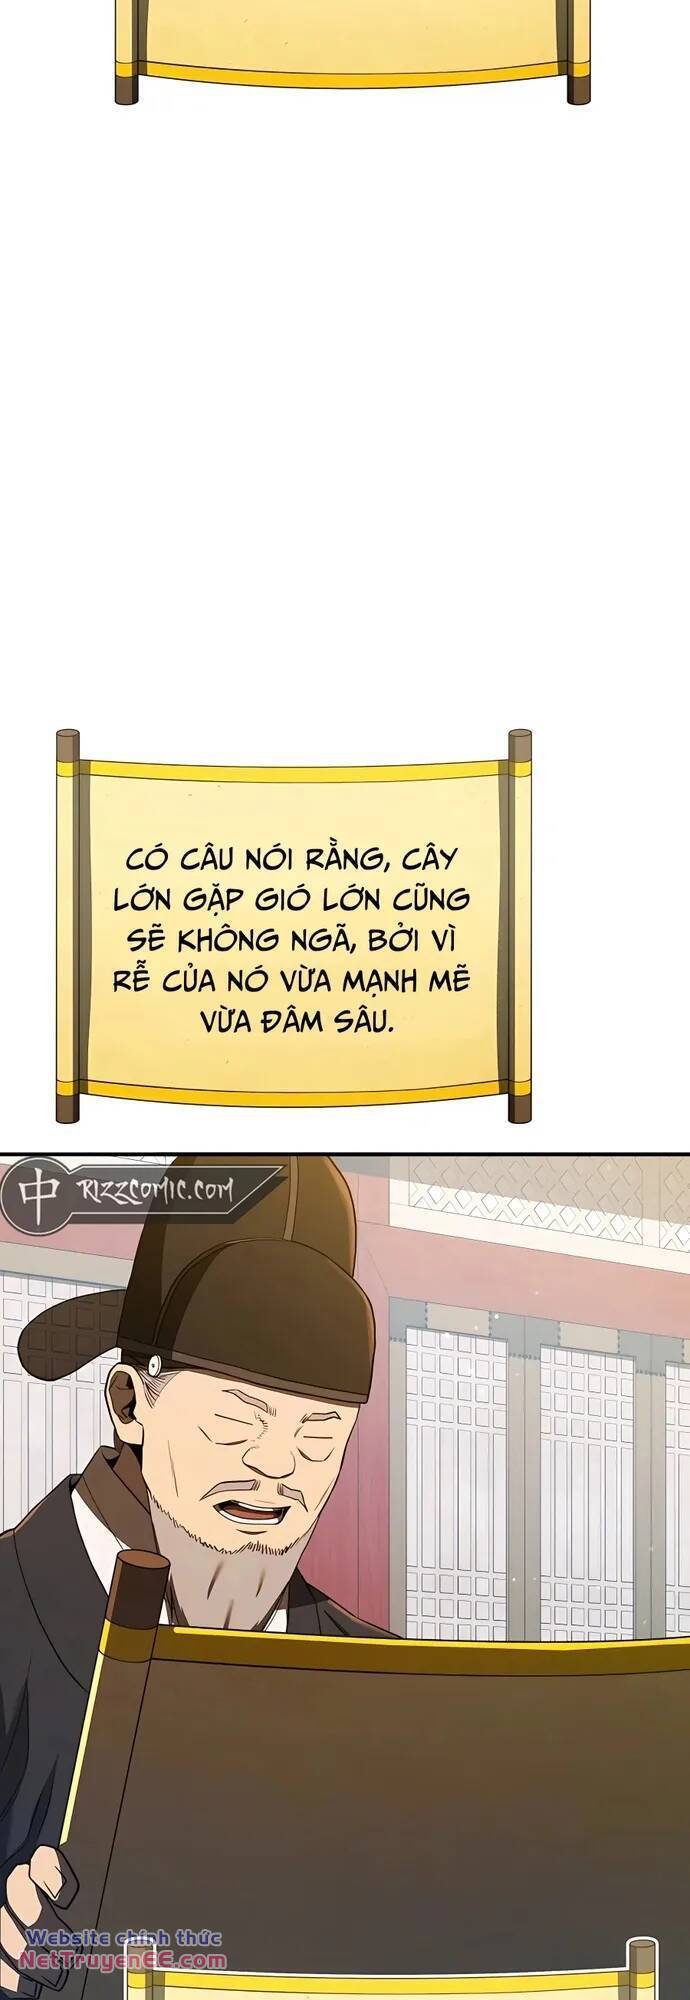 CÓ CÂU NÓI RẰNG, CÂY
LỚN GẶP GIÓ LỚN CŨNG
SẼ KHÔNG NGÃ, BỞI VÌ
RỄ CỦA NÓ VỪA MẠNH MẼ
VỪA ĐÂM SÂU.
中 RIZZCOMIC.COM
Website chính thức
NetTruyenEE.com